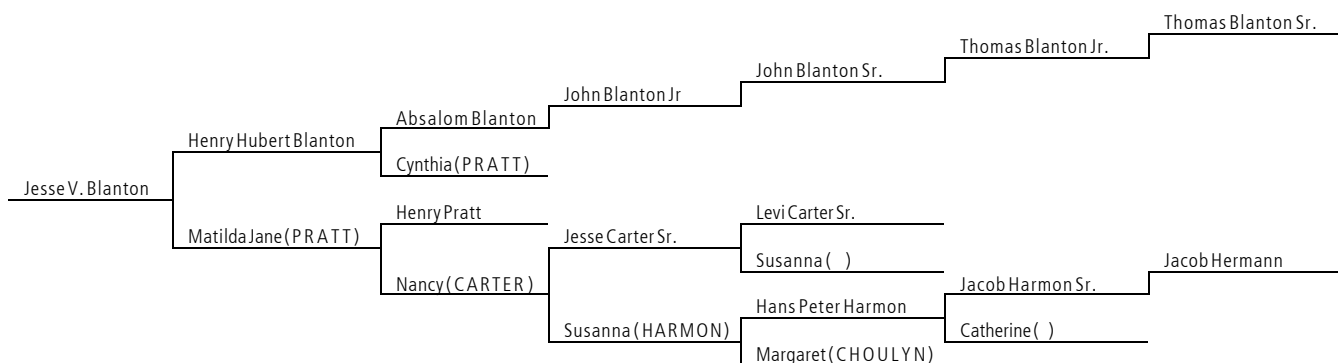 Thomas Blanton Sr.
Thomas Blanton Jr.
John Blanton Sr.
John Blanton Jr
Absalom Blanton
Henry Hubert Blanton
Cynthia (PRATT)
Jesse V. Blanton
Henry Pratt
Levi Carter Sr.
Matilda Jane (PRATT)
Jesse Carter Sr.
Susanna ( )
Jacob Hermann
Nancy (CARTER)
Jacob Harmon Sr.
Hans Peter Harmon
Susanna (HARMON)
Catherine ( )
Margaret (CHOULYN)